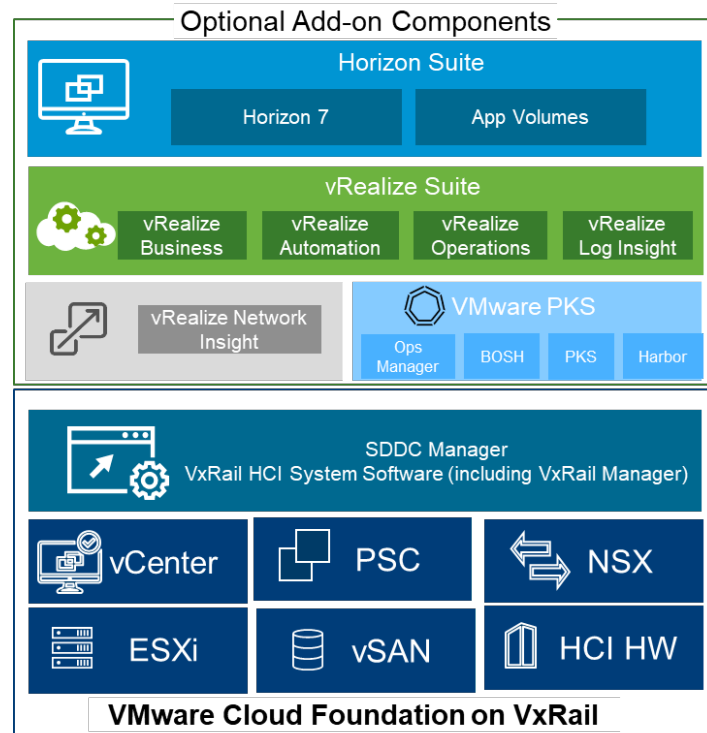 Optional Add-on Components
Horizon Suite
Horizon 7
App Volumes
vRealize Suite
vRealize
Business
vRealize
Automation
vRealize
Operations
vRealize
Log Insight
vRealize Network
Insight
VMware PKS
Ops
Manager
BOSH
PKS
Harbor
SDDC Manager
VxRail HCI System Software (including VxRail Manager)
vCenter
PSC
NSX
ESXi
vSAN
HCI HW
VMware Cloud Foundation on VxRail